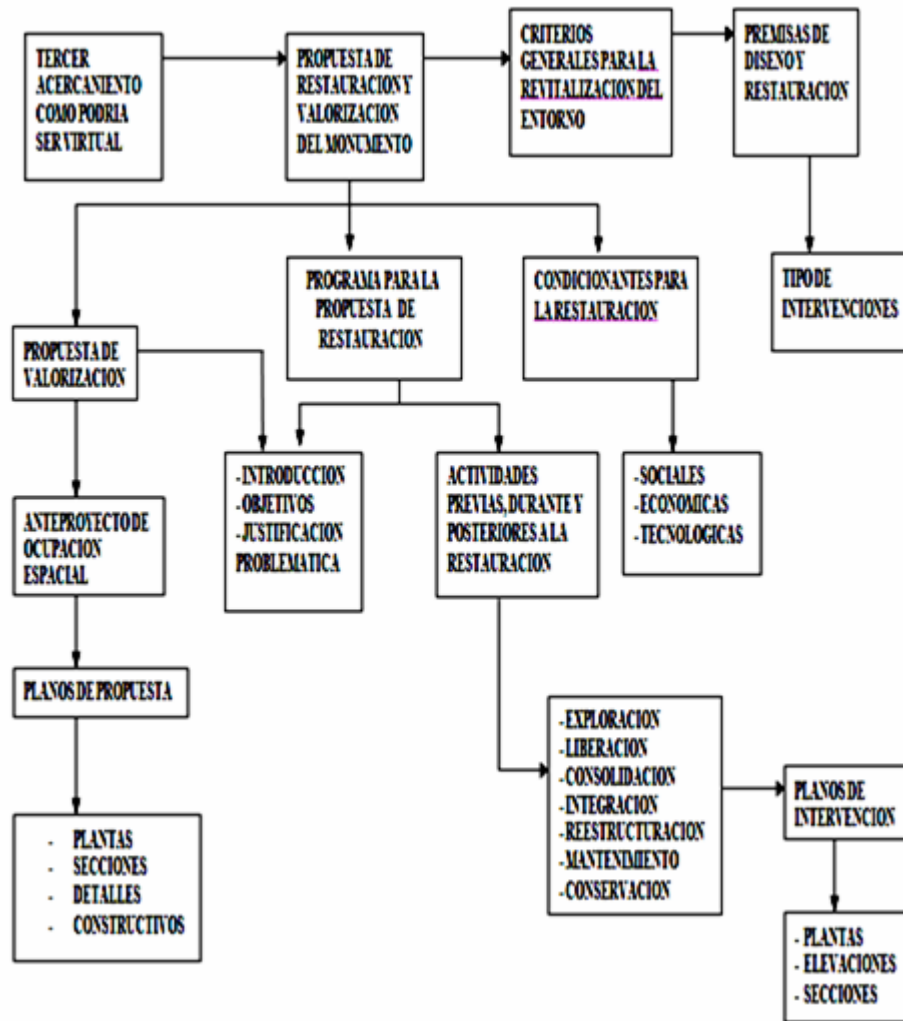 TERCER
ACERCAMIENTO
COMO PODRIA
SER VIRTUAL
PROPUESTA DE
RESTAURACION Y
VALORIZACION
DEL MONUMENTO
CRITERIOS
GENERALES PARA LA
REVITALIZACION DEL
ENTORNO
PREMISAS DE
DISENO Y
RESTAURACION
PROGRAMA PARA LA
PROPUESTA DE
RESTAURACION
CONDICIONANTES PARA
LA RESTAURACION
TIPO DE
INTERVENCIONES
PROPUESTA DE
VALORIZACION
-INTRODUCCION
-OBJETIVOS
-JUSTIFICACION
PROBLEMATICA
ACTIVIDADES
PREVIAS, DURANTE Y
POSTERIORES A LA
RESTAURACION
- SOCIALES
- ECONOMICAS
- TECNOLOGICAS
ANTEPROYECTO DE
OCUPACION
ESPACIAL
PLANOS DE PROPUESTA
- EXPLORACION
- LIBERACION
- CONSOLIDACION
- INTEGRACION
- REESTRUCTURACION
- MANTENIMIENTO
- CONSERVACION
PLANOS DE
INTERVENCION
- PLANTAS
- SECCIONES
- DETALLES
- CONSTRUCTIVOS
- PLANTAS
- ELEVACIONES
- SECCIONES